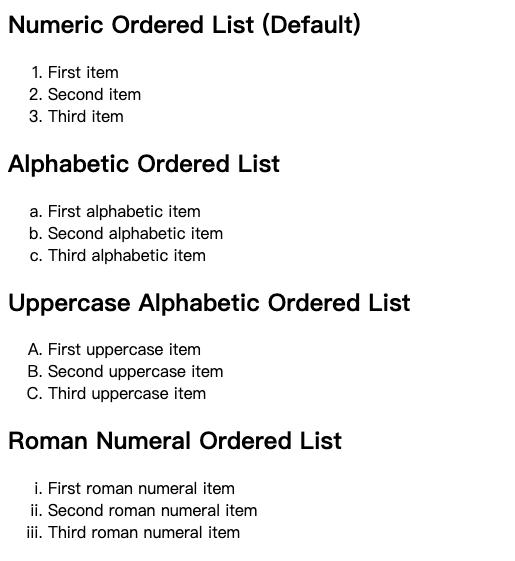 Numeric Ordered List (Default)
1. First item
2. Second item
3. Third item
Alphabetic Ordered List
a. First alphabetic item
b. Second alphabetic item
c. Third alphabetic item
Uppercase Alphabetic Ordered List
A. First uppercase item
B. Second uppercase item
C. Third uppercase item
Roman Numeral Ordered List
i. First roman numeral item
ii. Second roman numeral item
iii. Third roman numeral item